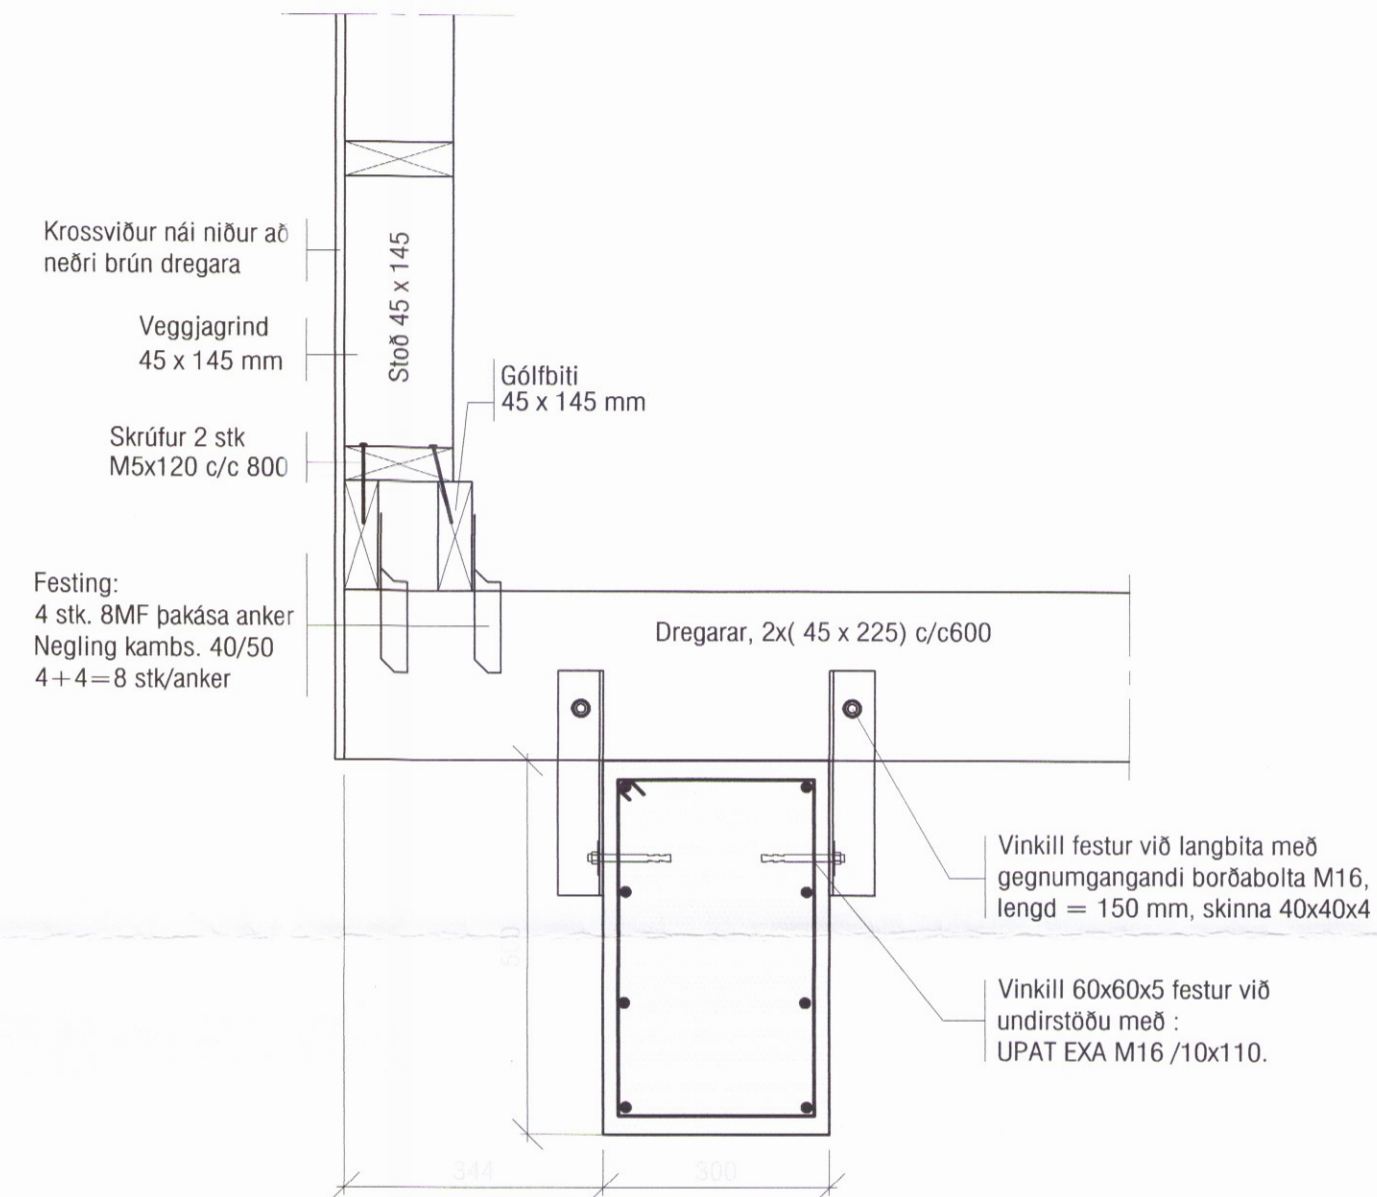 Krossviður nái niður að
neðri brún dregara
Veggjagrind
45 x 145 mm
Stoð 45 x 145
Gólfbiti
45 x 145 mm
Skrúfur 2 stk
M5x120 c/c 800
Festing:
4 stk. 8MF þakása anker
Negling kambs. 40/50
4+4=8 stk/anker
Dregarar, 2x( 45 x 225) c/c600
Vinkill festur við langbita með
gegnumgangandi borðabolta M16,
lengd = 150 mm, skinna 40x40x4
Vinkill 60x60x5 festur við
undirstöðu með :
UPAT EXA M16 /10x110.
344
300